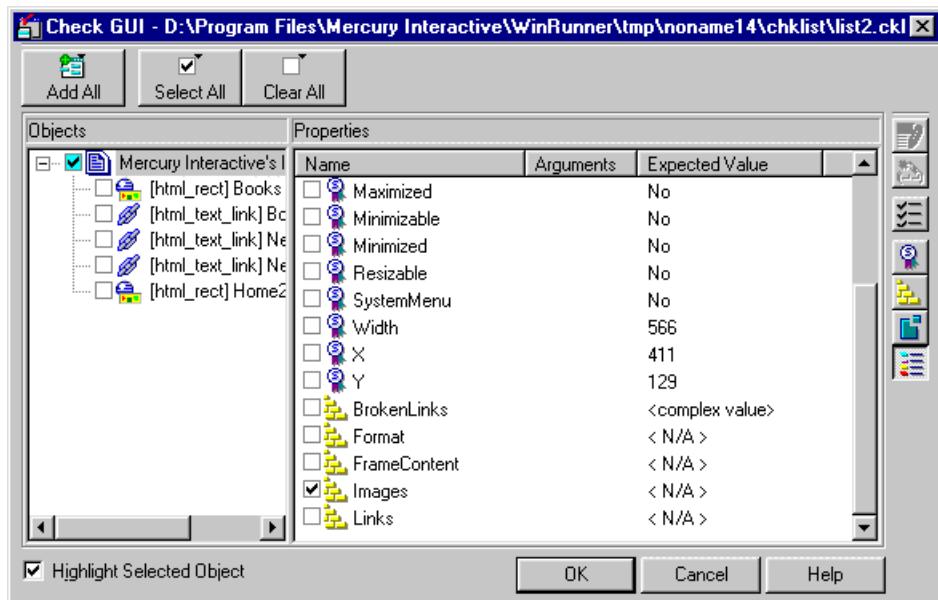 Check GUI - D:\Program Files\Mercury Interactive\WinRunner\tmp\noname14\chklist\list2.ckl
Add All
Select All
Clear All
Objects
Mercury Interactive's
[html_rect] Books
[html_text_link] Bo
[html_text_link] Ne
[html_text_link] Ne
[html_rect] Home2
Properties
Name Arguments Expected Value
Maximized No
Minimizable No
Minimized No
Resizable No
SystemMenu No
Width 566
X 411
Y 129
BrokenLinks <complex value>
Format < N/A >
FrameContent < N/A >
Images < N/A >
Links < N/A >
Highlight Selected Object
OK
Cancel
Help